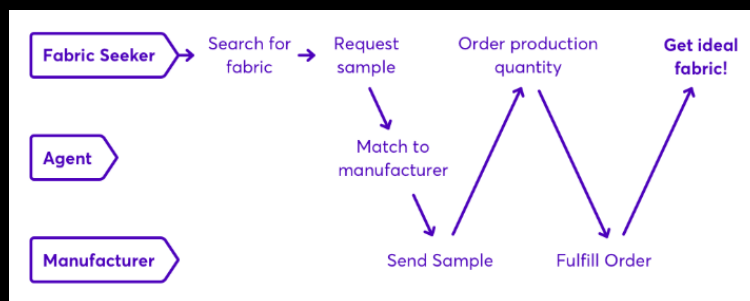 Fabric Seeker
Search for
fabric
Request
sample
Order production
quantity
Get ideal
fabric!
Agent
Match to
manufacturer
Manufacturer
Send Sample
Fulfill Order